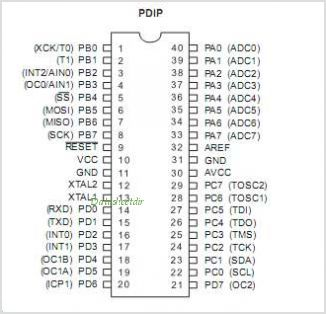 PDIP
(XCK/T0) PB0 1 40 PA0 (ADC0)
(T1) PB1 2 39 PA1 (ADC1)
(INT2/AIN0) PB2 3 38 PA2 (ADC2)
(OC0/AIN1) PB3 4 37 PA3 (ADC3)
(SS) PB4 5 36 PA4 (ADC4)
(MOSI) PB5 6 35 PA5 (ADC5)
(MISO) PB6 7 34 PA6 (ADC6)
(SCK) PB7 8 33 PA7 (ADC7)
RESET 9 32 AREF
VCC 10 31 GND
GND 11 30 AVCC
XTAL2 12 29 PC7 (TOSC2)
XTAL1 13 28 PC6 (TOSC1)
(RXD) PD0 14 27 PC5 (TDI)
(TXD) PD1 15 26 PC4 (TDO)
(INT0) PD2 16 25 PC3 (TMS)
(INT1) PD3 17 24 PC2 (TCK)
(OC1B) PD4 18 23 PC1 (SDA)
(OC1A) PD5 19 22 PC0 (SCL)
(ICP1) PD6 20 21 PD7 (OC2)